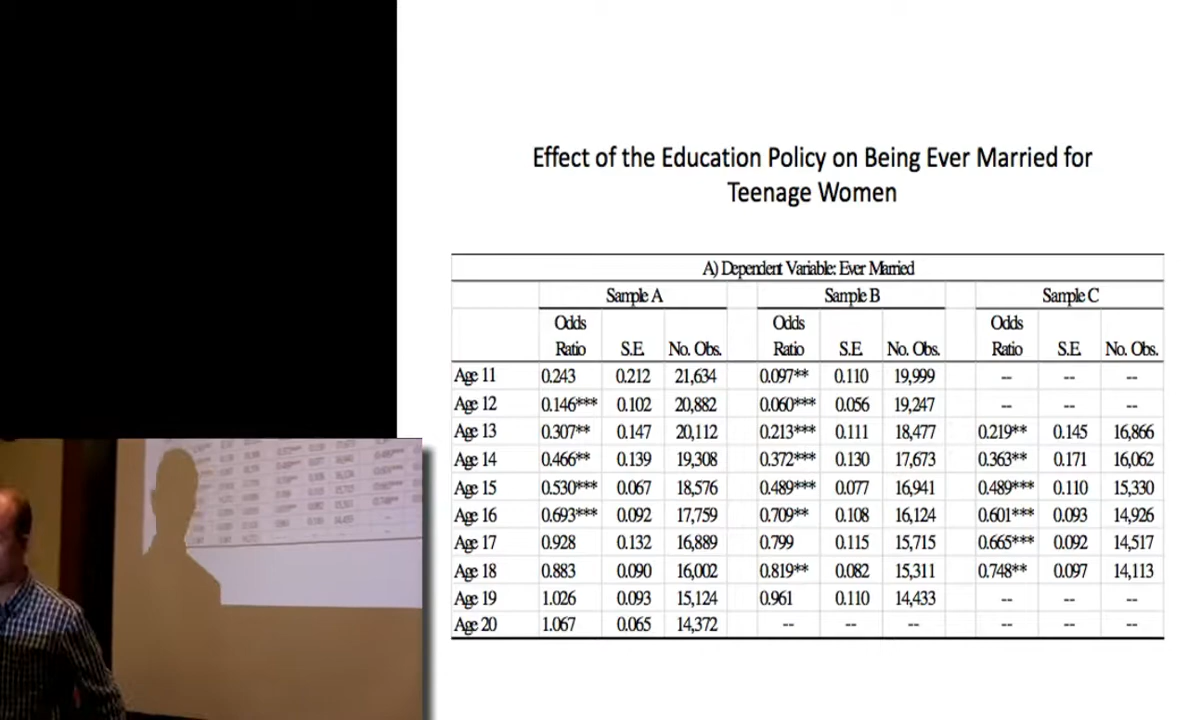 Effect of the Education Policy on Being Ever Married for
Teenage Women
A) Dependent Variable: Ever Married
Sample A Sample B Sample C
Odds Odds Odds
Ratio S.E. No. Obs. Ratio S.E. No. Obs. Ratio S.E. No. Obs.
Age 11 0.243 0.212 21,634 0.097** 0.110 19,999 -- -- --
Age 12 0.146*** 0.102 20,882 0.060*** 0.056 19,247 -- -- --
Age 13 0.307** 0.147 20,112 0.213*** 0.111 18,477 0.219** 0.145 16,866
Age 14 0.466** 0.139 19,308 0.372*** 0.130 17,673 0.363** 0.171 16,062
Age 15 0.530*** 0.067 18,576 0.489*** 0.077 16,941 0.489*** 0.110 15,330
Age 16 0.693*** 0.092 17,759 0.709** 0.108 16,124 0.601*** 0.093 14,926
Age 17 0.928 0.132 16,889 0.799 0.115 15,715 0.665*** 0.092 14,517
Age 18 0.883 0.090 16,002 0.819** 0.082 15,311 0.748** 0.097 14,113
Age 19 1.026 0.093 15,124 0.961 0.110 14,433 -- -- --
Age 20 1.067 0.065 14,372 -- -- -- -- -- --